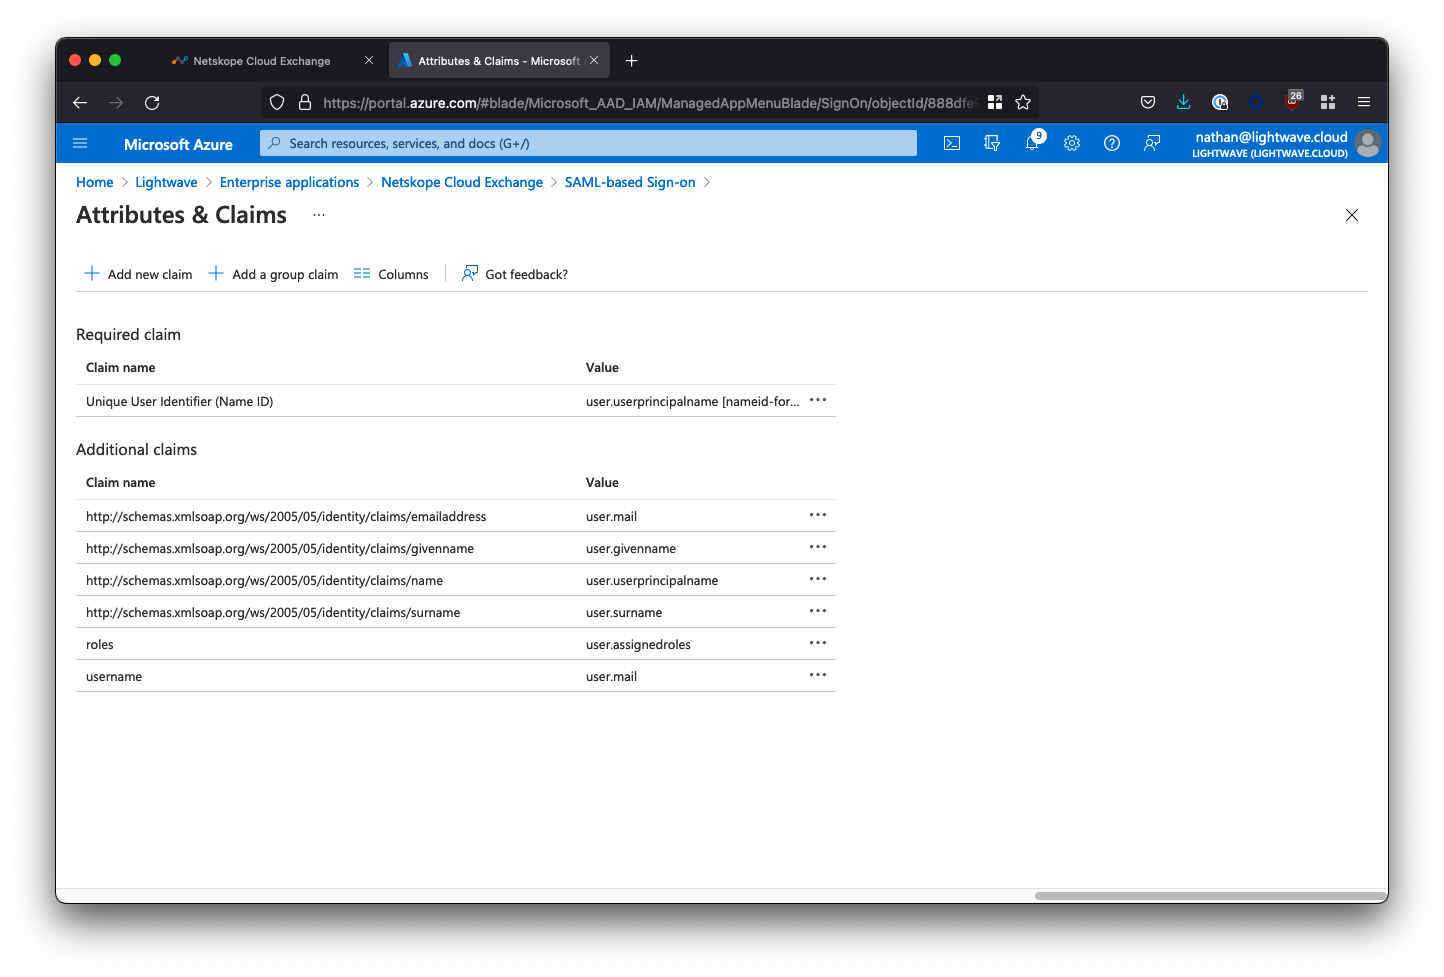 Netskope Cloud Exchange
Attributes & Claims - Microsoft
https://portal.azure.com/#blade/Microsoft_AAD_IAM/ManagedAppMenuBlade/SignOn/objectId/888dfe
26
Microsoft Azure
Search resources, services, and docs (G+/)
9
nathan@lightwave.cloud
LIGHTWAVE (LIGHTWAVE.CLOUD)
Home > Lightwave > Enterprise applications > Netskope Cloud Exchange > SAML-based Sign-on >
Attributes & Claims ...
+ Add new claim + Add a group claim Columns Got feedback?
Required claim
Claim name Value
Unique User Identifier (Name ID) user.userprincipalname [nameid-for... ...
Additional claims
Claim name Value
http://schemas.xmlsoap.org/ws/2005/05/identity/claims/emailaddress user.mail ...
http://schemas.xmlsoap.org/ws/2005/05/identity/claims/givenname user.givenname ...
http://schemas.xmlsoap.org/ws/2005/05/identity/claims/name user.userprincipalname ...
http://schemas.xmlsoap.org/ws/2005/05/identity/claims/surname user.surname ...
roles user.assignedroles ...
username user.mail ...